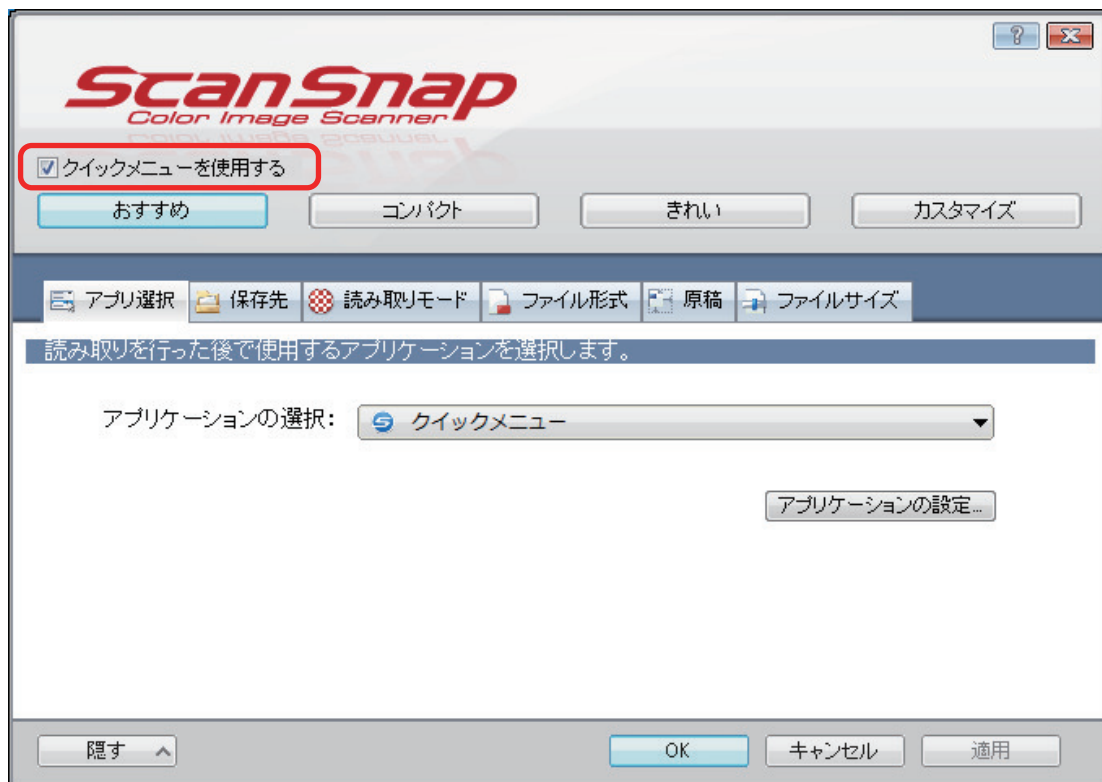 ScanSnap
Color Image Scanner
クイックメニューを使用する
おすすめ コンパクト きれい カスタマイズ
アプリ選択 保存先 読み取りモード ファイル形式 原稿 ファイルサイズ
読み取りを行った後で使用するアプリケーションを選択します。
アプリケーションの選択: クイックメニュー
アプリケーションの設定...
隠す OK キャンセル 適用